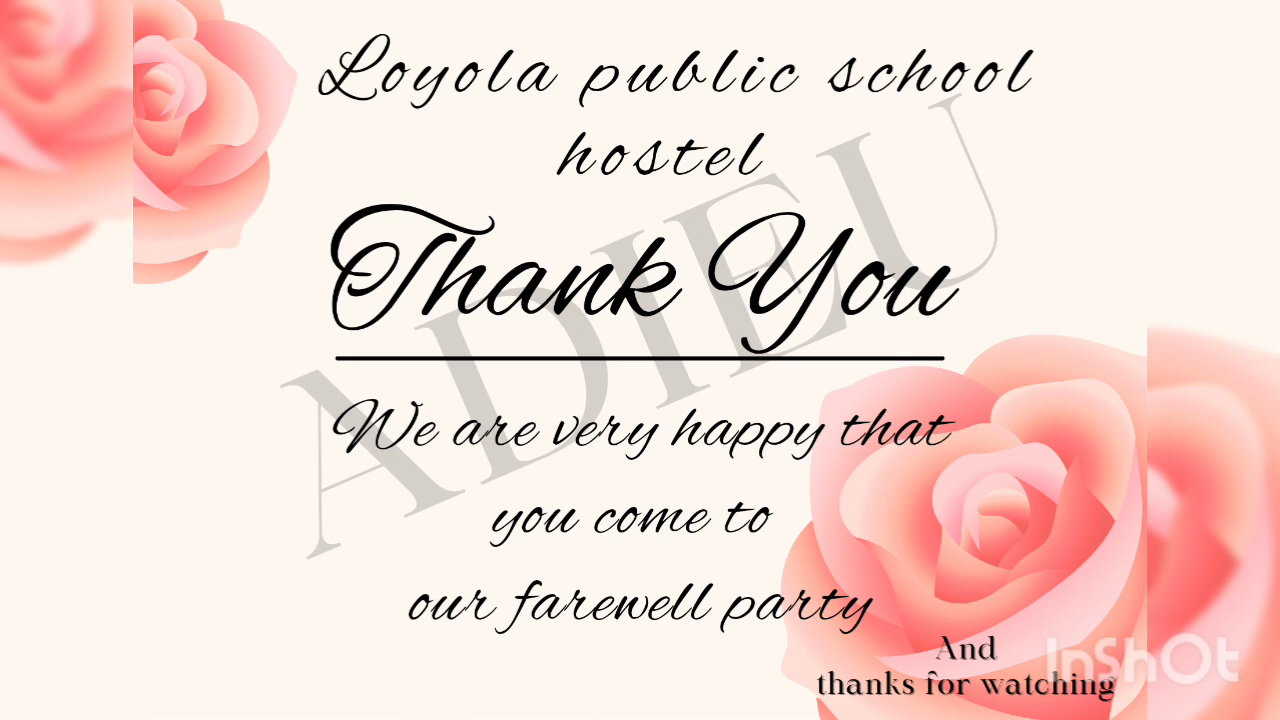 Loyola public school
hostel
Thank You
ADIEU
We are very happy that
you come to
our farewell party
And
thanks for watching
InShOt